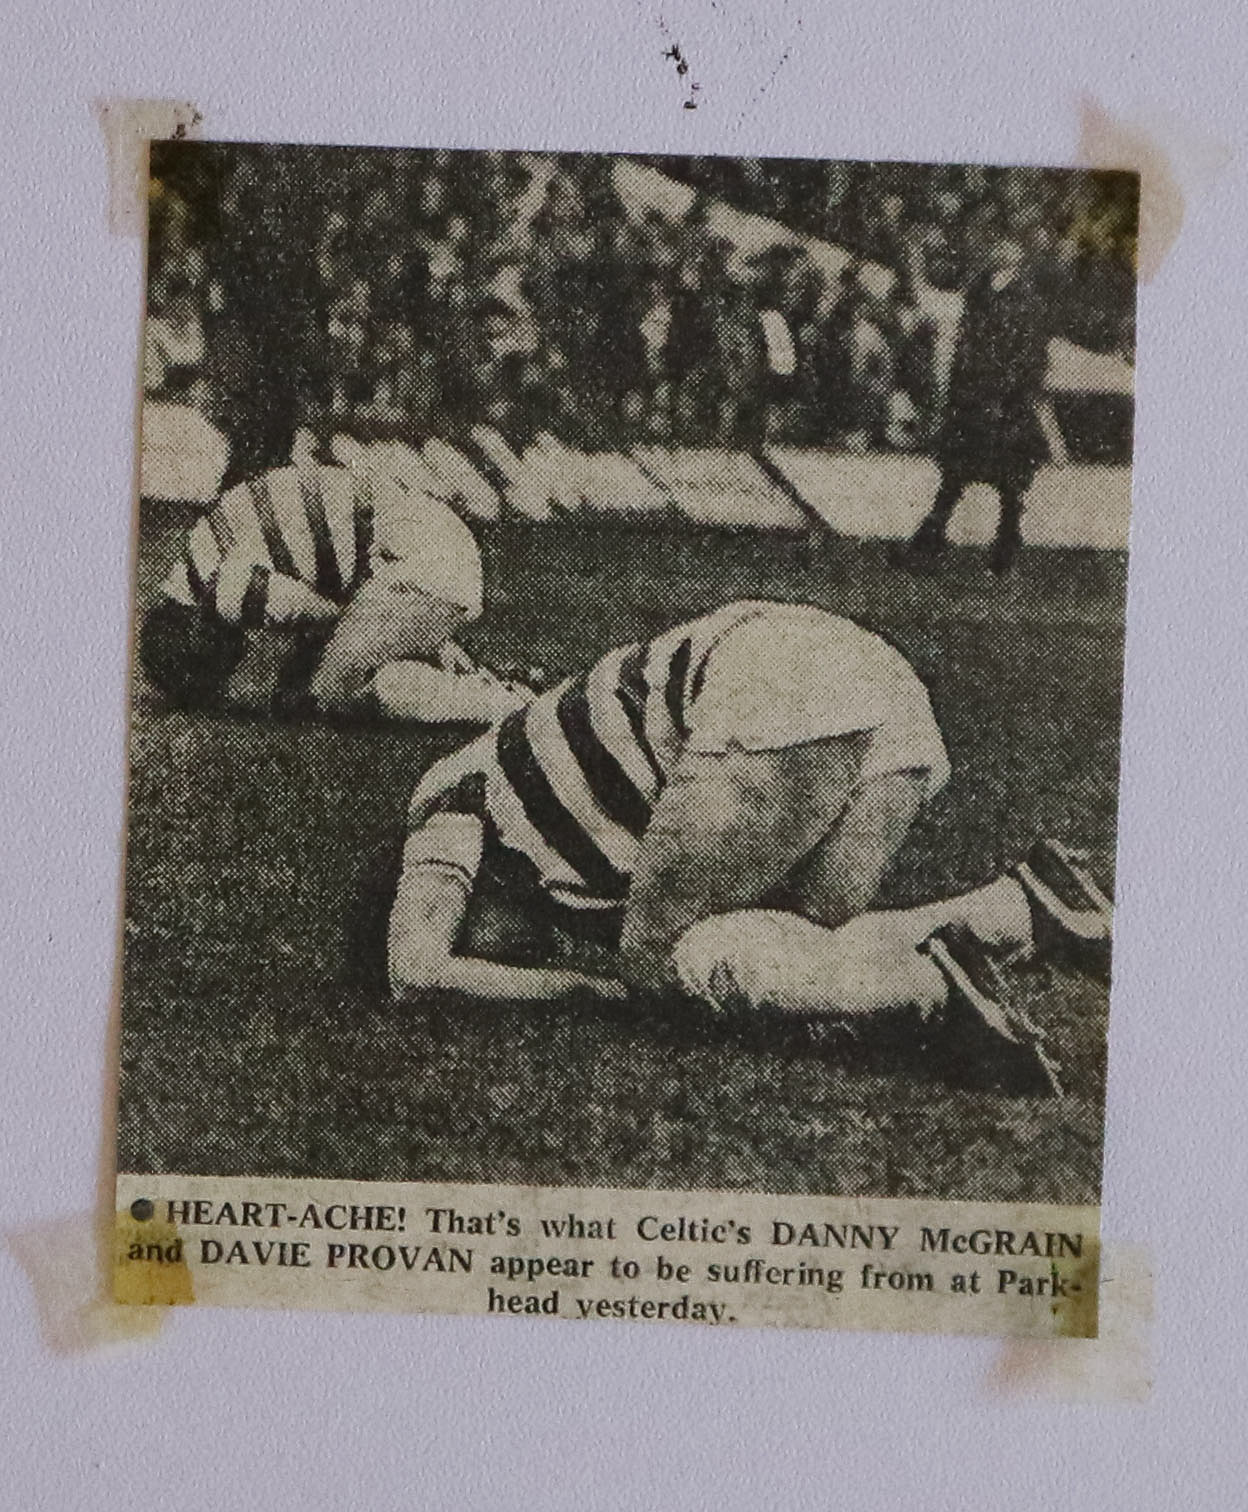 ● HEART-ACHE! That's what Celtic's DANNY McGRAIN
and DAVIE PROVAN appear to be suffering from at Park-
head yesterday.